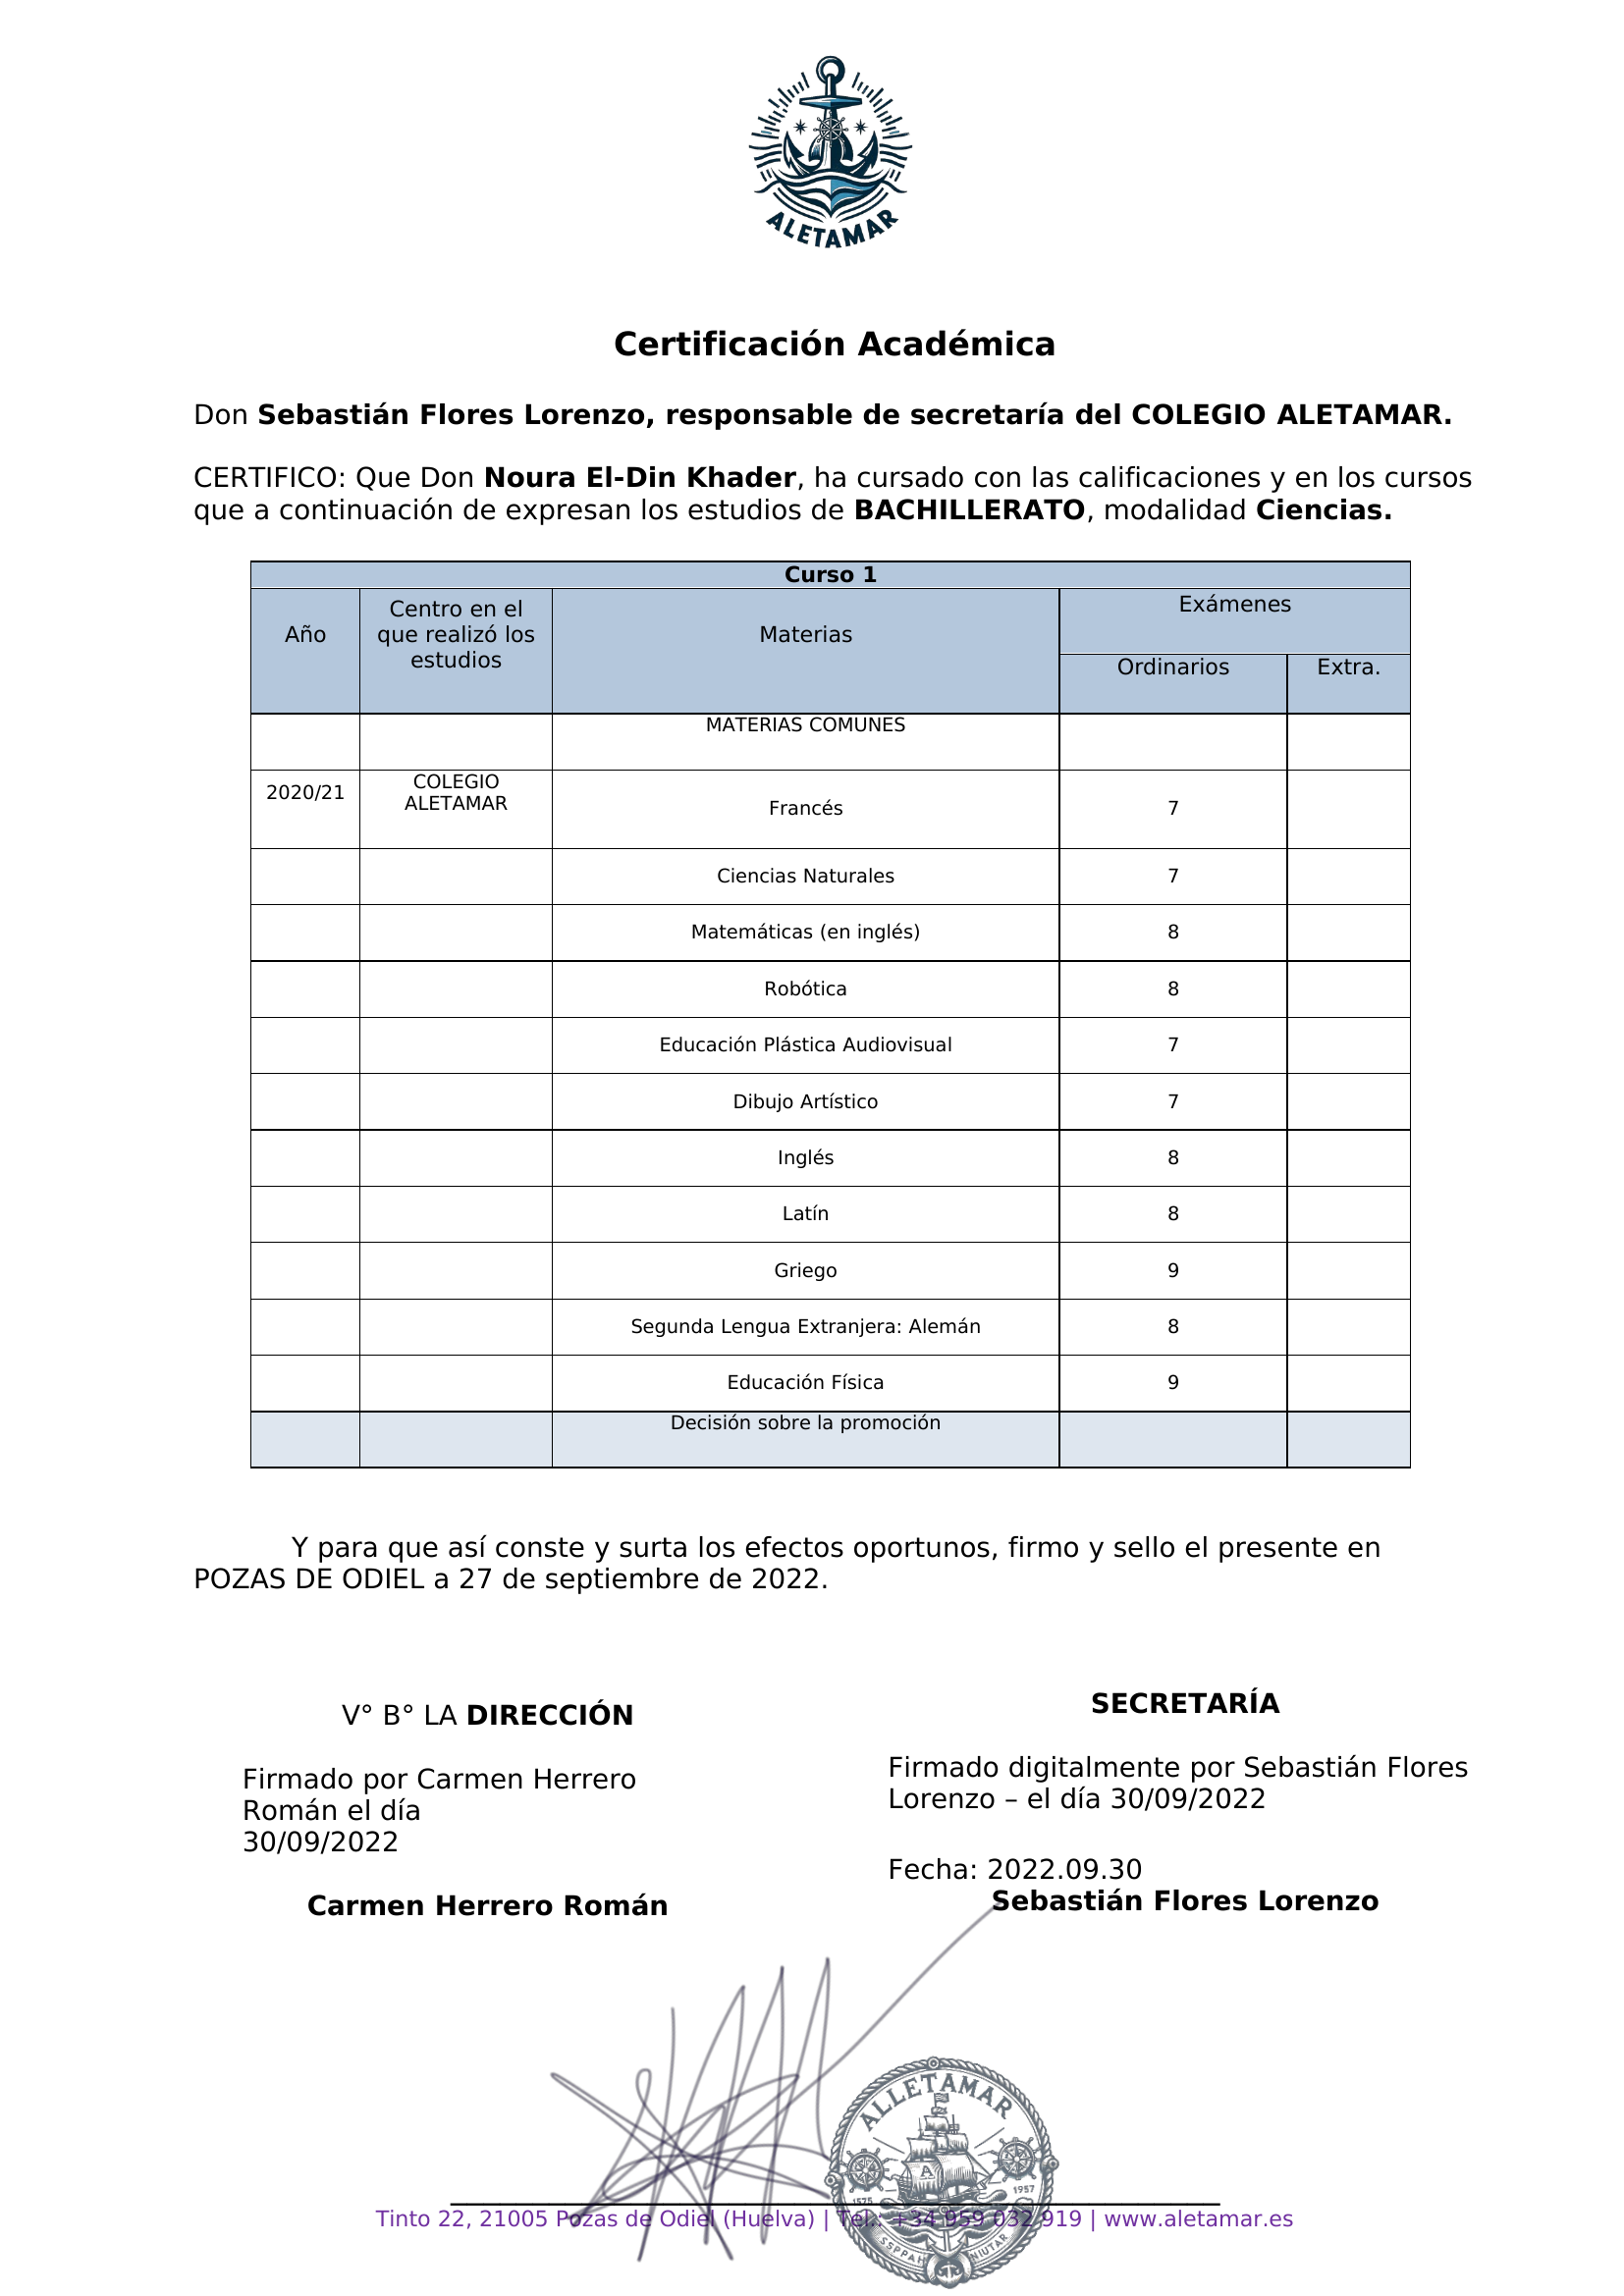 ALETAMAR
Certificación Académica
Don Sebastián Flores Lorenzo, responsable de secretaría del COLEGIO ALETAMAR.
CERTIFICO: Que Don Noura El-Din Khader, ha cursado con las calificaciones y en los cursos
que a continuación de expresan los estudios de BACHILLERATO, modalidad Ciencias.
Curso 1
Año Centro en el que realizó los estudios Materias Exámenes
Ordinarios Extra.
MATERIAS COMUNES
2020/21 COLEGIO ALETAMAR Francés 7
Ciencias Naturales 7
Matemáticas (en inglés) 8
Robótica 8
Educación Plástica Audiovisual 7
Dibujo Artístico 7
Inglés 8
Latín 8
Griego 9
Segunda Lengua Extranjera: Alemán 8
Educación Física 9
Decisión sobre la promoción
Y para que así conste y surta los efectos oportunos, firmo y sello el presente en
POZAS DE ODIEL a 27 de septiembre de 2022.
V° B° LA DIRECCIÓN
Firmado por Carmen Herrero
Román el día
30/09/2022
Carmen Herrero Román
SECRETARÍA
Firmado digitalmente por Sebastián Flores
Lorenzo – el día 30/09/2022
Fecha: 2022.09.30
Sebastián Flores Lorenzo
ALLETAMAR
A
1575 1957
SSPPAH NIUTAR
Tinto 22, 21005 Pozas de Odiel (Huelva) | Tel.: +34 959 032 919 | www.aletamar.es